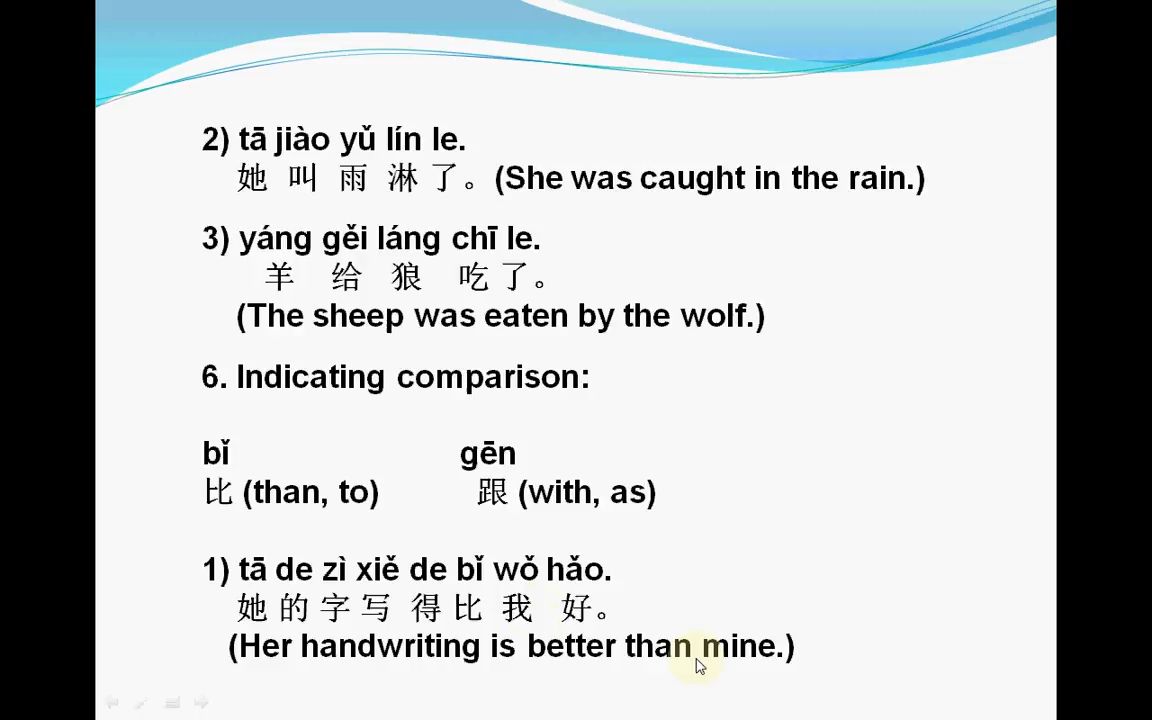 2) tā jiào yǔ lín le.
她 叫 雨 淋 了。(She was caught in the rain.)
3) yáng gěi láng chī le.
羊 给 狼 吃 了。
(The sheep was eaten by the wolf.)
6. Indicating comparison:
bǐ gēn
比 (than, to) 跟 (with, as)
1) tā de zì xiě de bǐ wǒ hǎo.
她 的 字 写 得 比 我 好。
(Her handwriting is better than mine.)